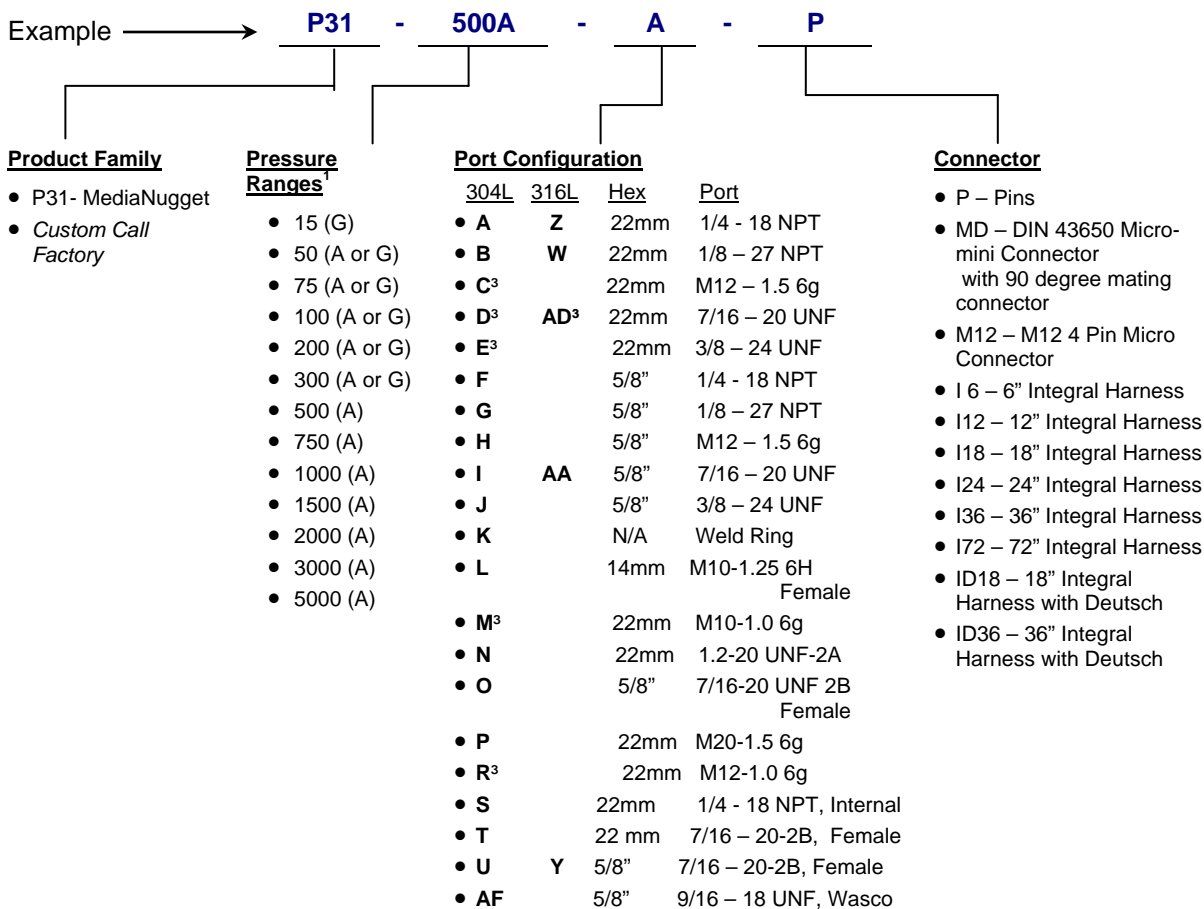 Example P31 - 500A - A - P
Product Family
• P31- MediaNugget
• Custom Call
Factory
Pressure
Ranges¹
• 15 (G)
• 50 (A or G)
• 75 (A or G)
• 100 (A or G)
• 200 (A or G)
• 300 (A or G)
• 500 (A)
• 750 (A)
• 1000 (A)
• 1500 (A)
• 2000 (A)
• 3000 (A)
• 5000 (A)
Port Configuration
304L 316L Hex Port
• A Z 22mm 1/4 - 18 NPT
• B W 22mm 1/8 – 27 NPT
• C³ 22mm M12 – 1.5 6g
• D³ AD³ 22mm 7/16 – 20 UNF
• E³ 22mm 3/8 – 24 UNF
• F 5/8” 1/4 - 18 NPT
• G 5/8” 1/8 – 27 NPT
• H 5/8” M12 – 1.5 6g
• I AA 5/8” 7/16 – 20 UNF
• J 5/8” 3/8 – 24 UNF
• K N/A Weld Ring
• L 14mm M10-1.25 6H
Female
• M³ 22mm M10-1.0 6g
• N 22mm 1.2-20 UNF-2A
• O 5/8” 7/16-20 UNF 2B
Female
• P 22mm M20-1.5 6g
• R³ 22mm M12-1.0 6g
• S 22mm 1/4 - 18 NPT, Internal
• T 22 mm 7/16 – 20-2B, Female
• U Y 5/8” 7/16 – 20-2B, Female
• AF 5/8” 9/16 – 18 UNF, Wasco
Connector
• P – Pins
• MD – DIN 43650 Micro-
mini Connector
with 90 degree mating
connector
• M12 – M12 4 Pin Micro
Connector
• I 6 – 6” Integral Harness
• I12 – 12” Integral Harness
• I18 – 18” Integral Harness
• I24 – 24” Integral Harness
• I36 – 36” Integral Harness
• I72 – 72” Integral Harness
• ID18 – 18” Integral
Harness with Deutsch
• ID36 – 36” Integral
Harness with Deutsch